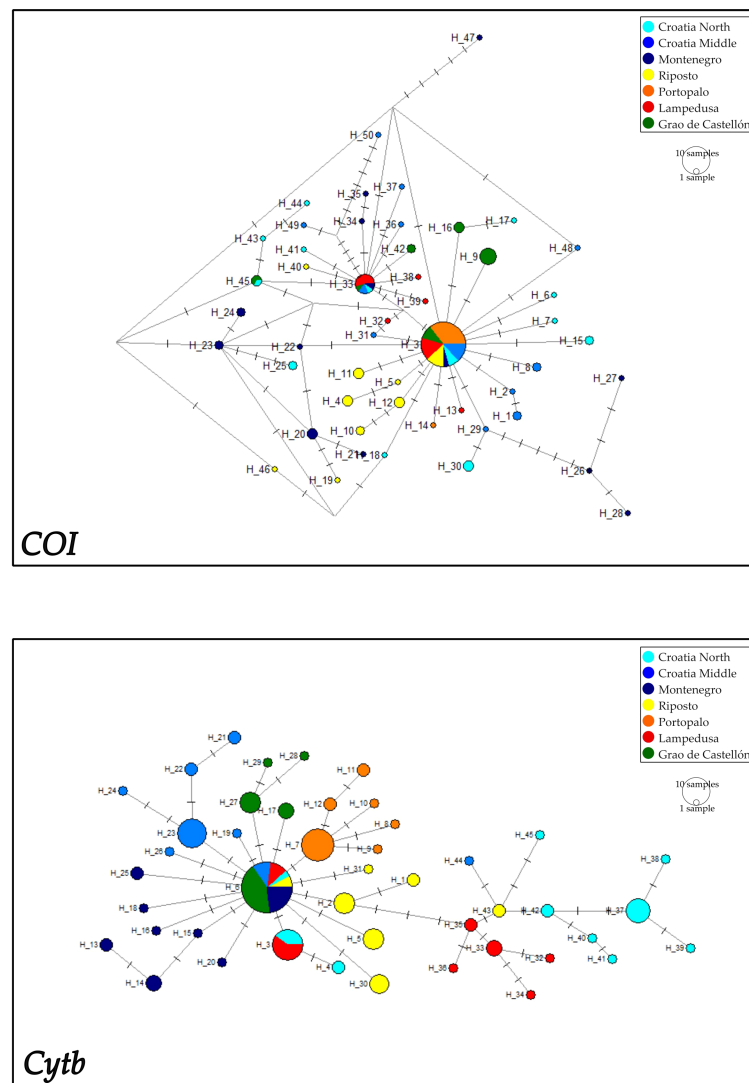 H_47
Croatia North
Croatia Middle
Montenegro
Riposto
Portopalo
Lampedusa
Grao de Castellón
10 samples
1 sample
H_50
H_35
H_37
H_44
H_34
H_36
H_16
H_17
H_49
H_43
H_41
H_42
H_9
H_48
H_40
H_45
H_33
H_38
H_39
H_6
H_24
H_32
H_7
H_31
H_3
H_15
H_23
H_22
H_25
H_11
H_5
H_8
H_27
H_4
H_12
H_2
H_13
H_1
H_14
H_20
H_10
H_29
H_21
H_18
H_30
H_26
H_46
H_19
H_28
COI
Croatia North
Croatia Middle
Montenegro
Riposto
Portopalo
Lampedusa
Grao de Castellón
10 samples
1 sample
H_21
H_29
H_28
H_22
H_11
H_24
H_27
H_17
H_12
H_10
H_23
H_19
H_8
H_45
H_7
H_9
H_26
H_44
H_38
H_25
H_6
H_31
H_1
H_18
H_2
H_43
H_42
H_37
H_16
H_15
H_35
H_13
H_3
H_5
H_40
H_33
H_39
H_20
H_32
H_41
H_14
H_30
H_36
H_34
Cytb